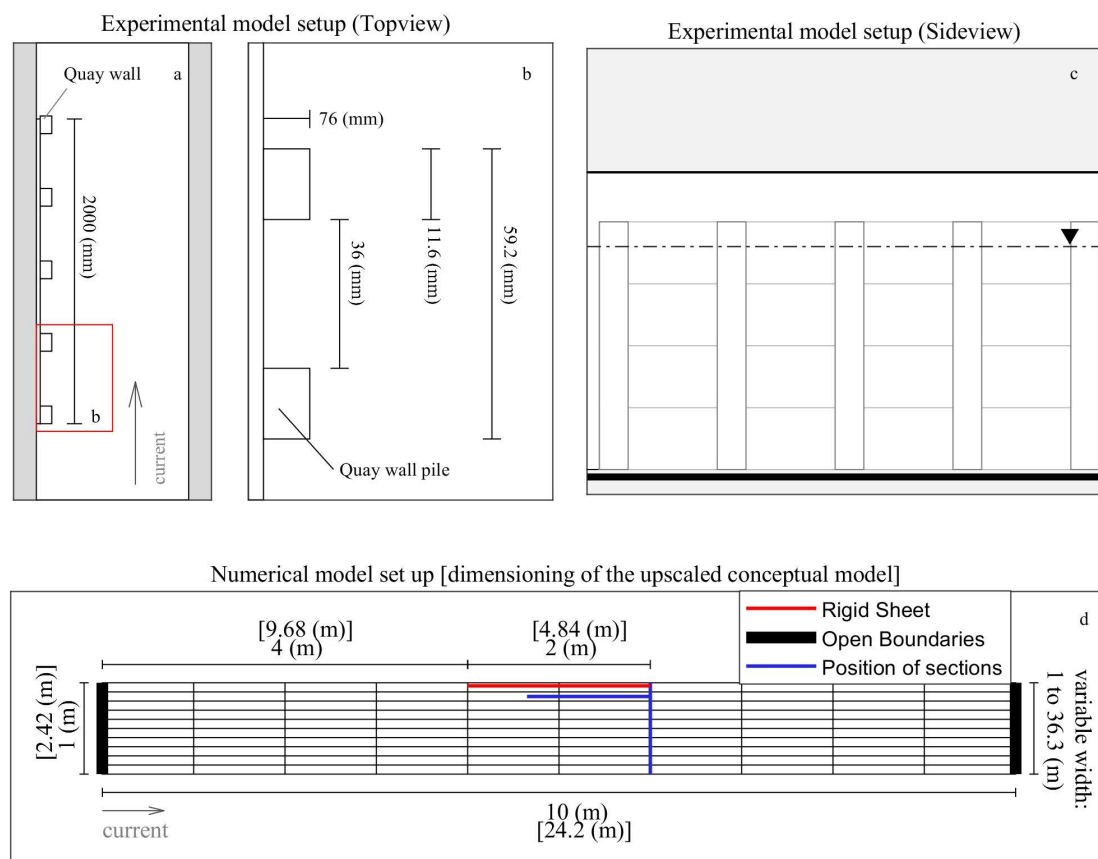 Experimental model setup (Topview)
Quay wall
a
2000 (mm)
b
current
b
76 (mm)
36 (mm)
11.6 (mm)
59.2 (mm)
Quay wall pile
Experimental model setup (Sideview)
c
Numerical model set up [dimensioning of the upscaled conceptual model]
d
Rigid Sheet
Open Boundaries
Position of sections
[9.68 (m)]
4 (m)
[4.84 (m)]
2 (m)
[2.42 (m)]
1 (m)
variable width:
1 to 36.3 (m)
current
10 (m)
[24.2 (m)]